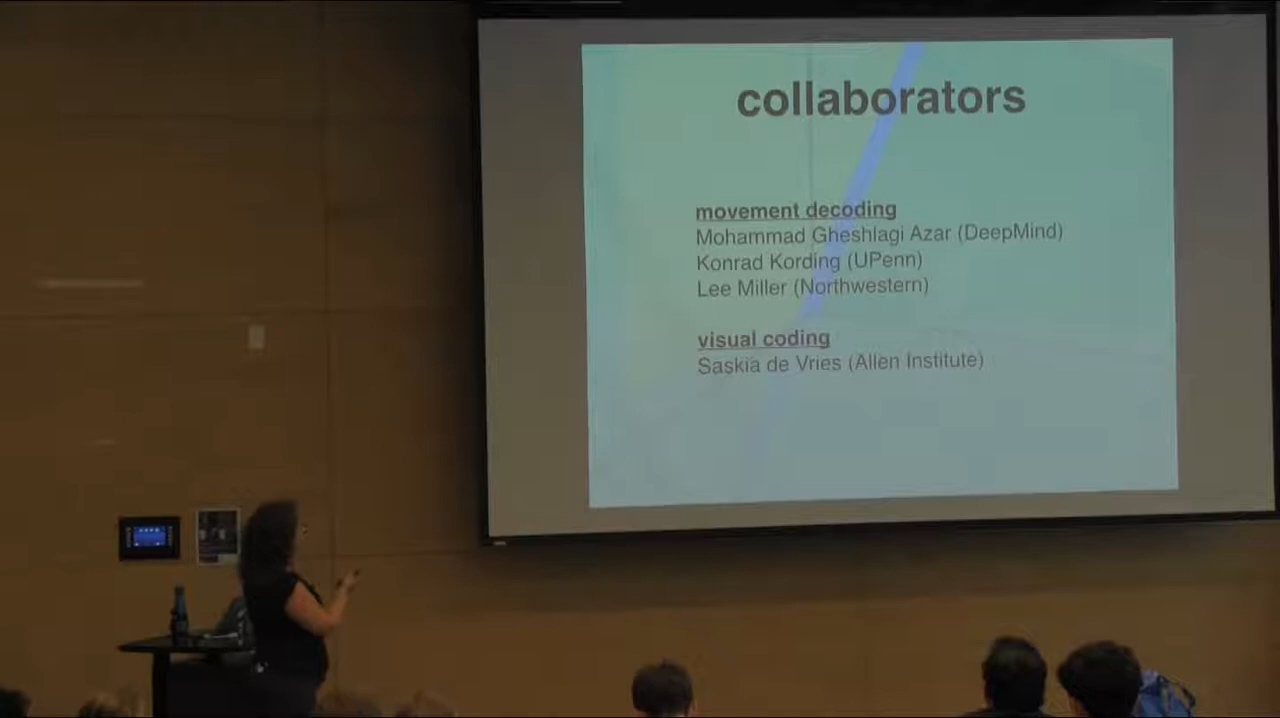 collaborators
movement decoding
Mohammad Gheshlagi Azar (DeepMind)
Konrad Kording (UPenn)
Lee Miller (Northwestern)
visual coding
Saskia de Vries (Allen Institute)